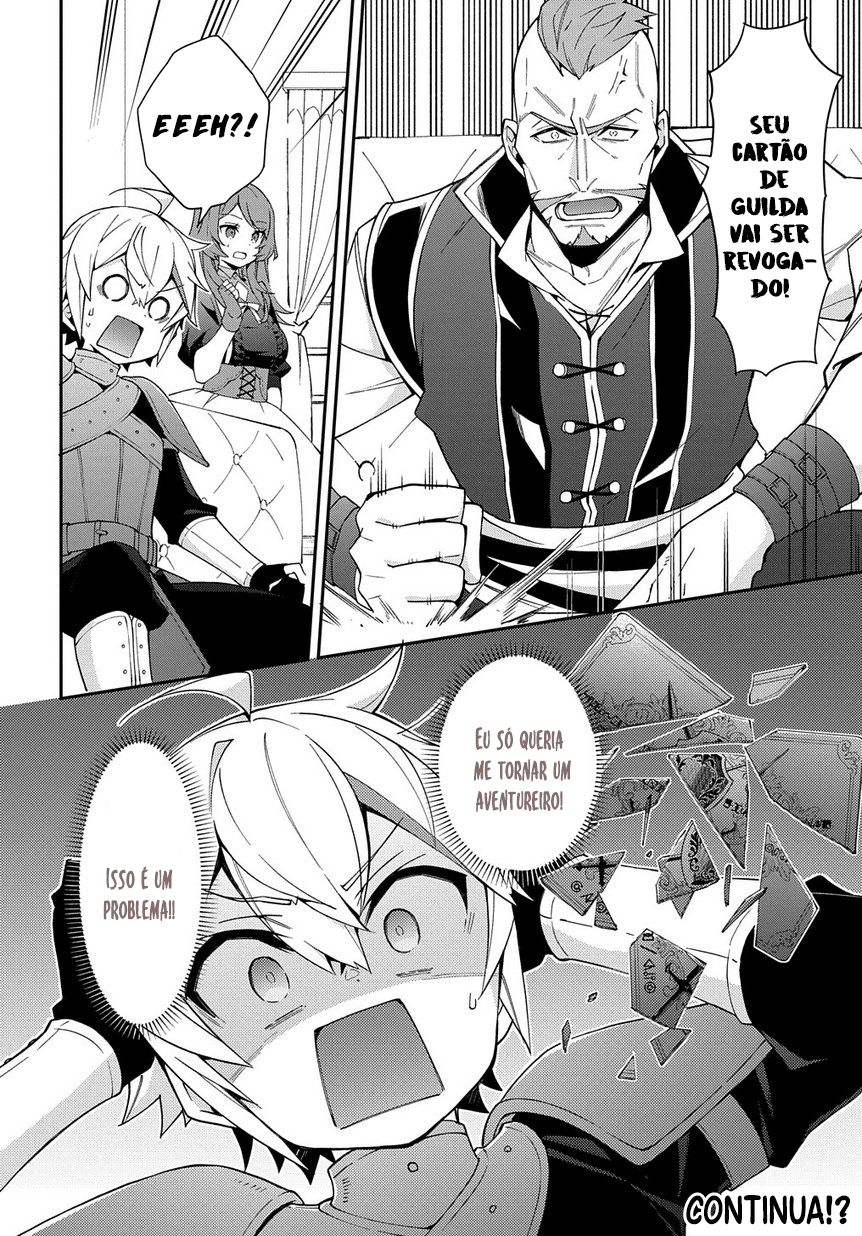 SEU
CARTÃO
DE
GUILDA
VAI SER
REVOGA-
DO!
EEEH?!
EU SÓ QUERIA
ME TORNAR UM
AVENTUREIRO!
ISSO É UM
PROBLEMA!!
CONTINUA!?